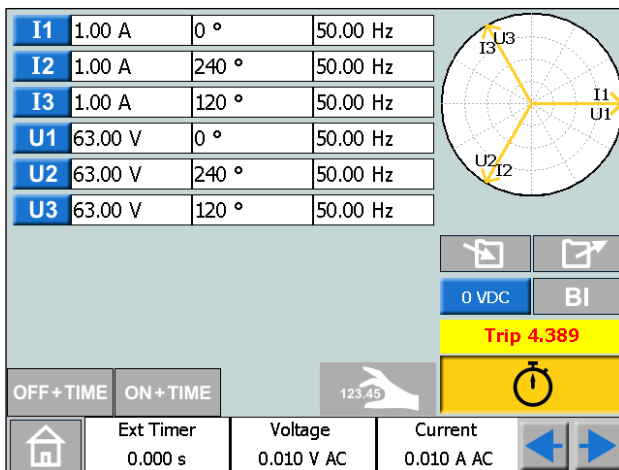 I1 1.00 A 0 ° 50.00 Hz
I2 1.00 A 240 ° 50.00 Hz
I3 1.00 A 120 ° 50.00 Hz
U1 63.00 V 0 ° 50.00 Hz
U2 63.00 V 240 ° 50.00 Hz
U3 63.00 V 120 ° 50.00 Hz
U3
I3
I1
U1
U2
I2
0 VDC BI
Trip 4.389
OFF+TIME ON+TIME 123.45
Ext Timer Voltage Current
0.000 s 0.010 V AC 0.010 A AC